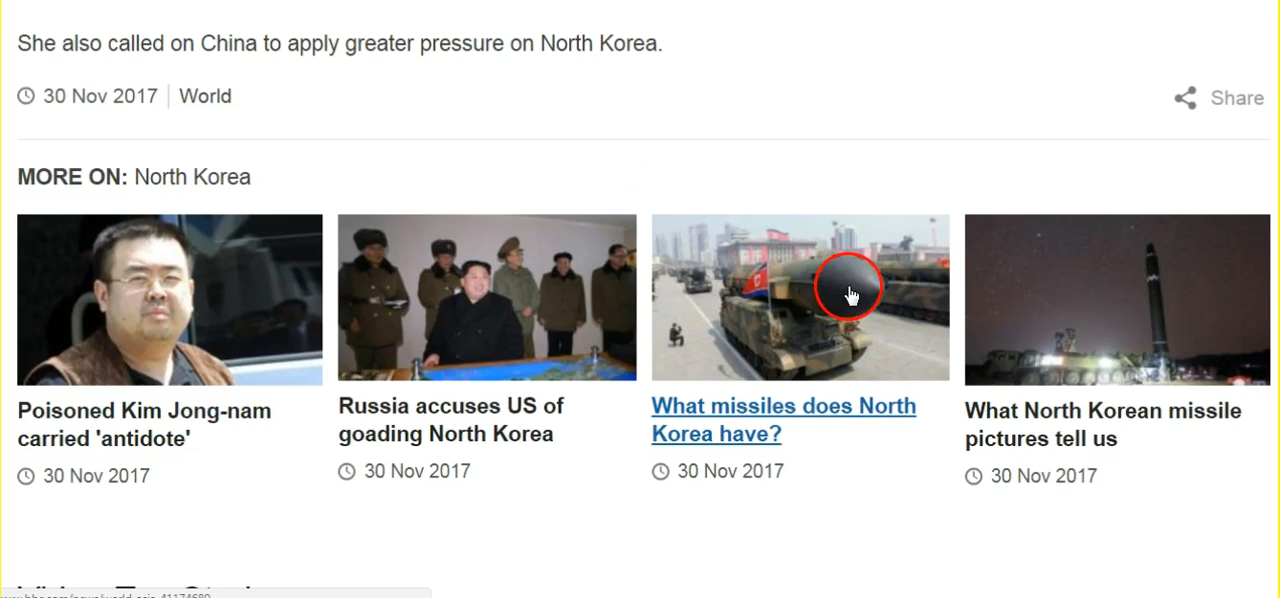 She also called on China to apply greater pressure on North Korea.
30 Nov 2017 World
Share
MORE ON: North Korea
Poisoned Kim Jong-nam
carried 'antidote'
30 Nov 2017
Russia accuses US of
goading North Korea
30 Nov 2017
What missiles does North
Korea have?
30 Nov 2017
What North Korean missile
pictures tell us
30 Nov 2017